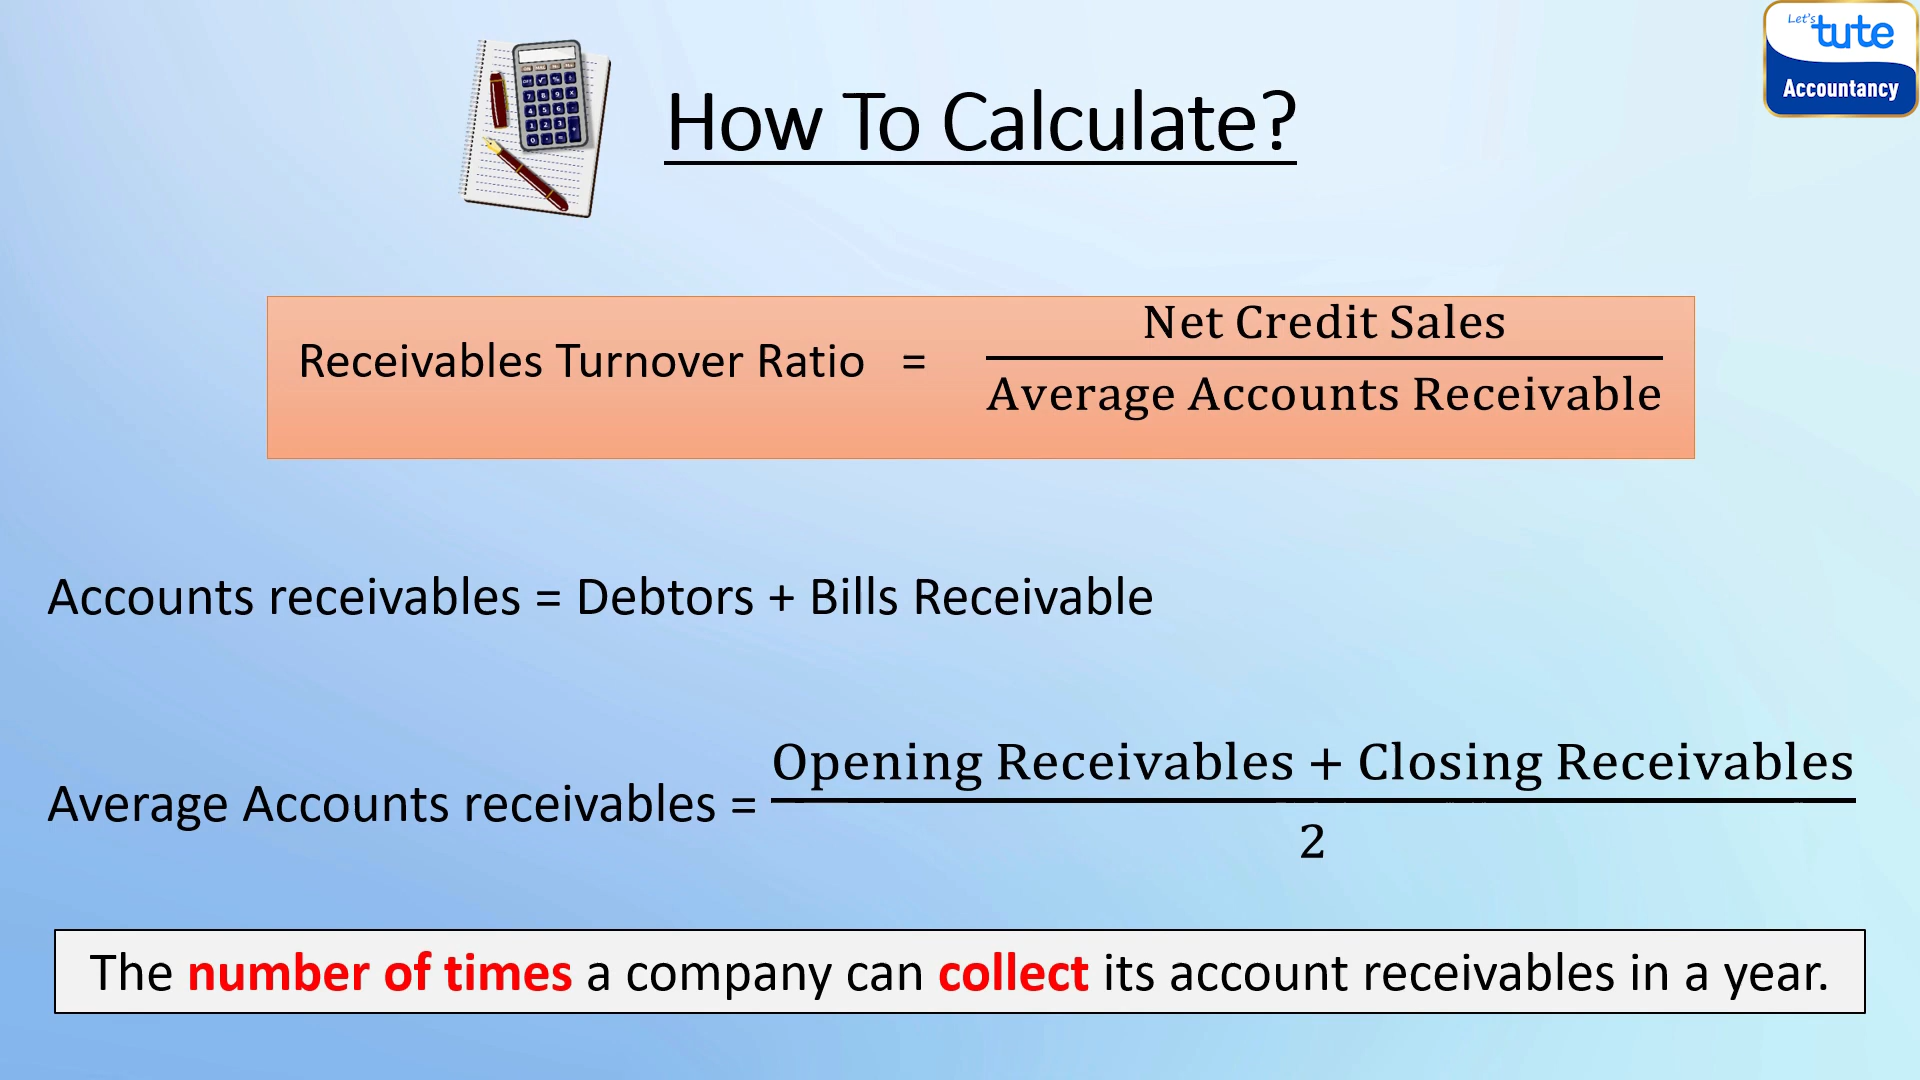 Let's
tute
Accountancy
How To Calculate?
Receivables Turnover Ratio = Net Credit Sales
Average Accounts Receivable
Accounts receivables = Debtors + Bills Receivable
Average Accounts receivables = Opening Receivables + Closing Receivables
2
The number of times a company can collect its account receivables in a year.